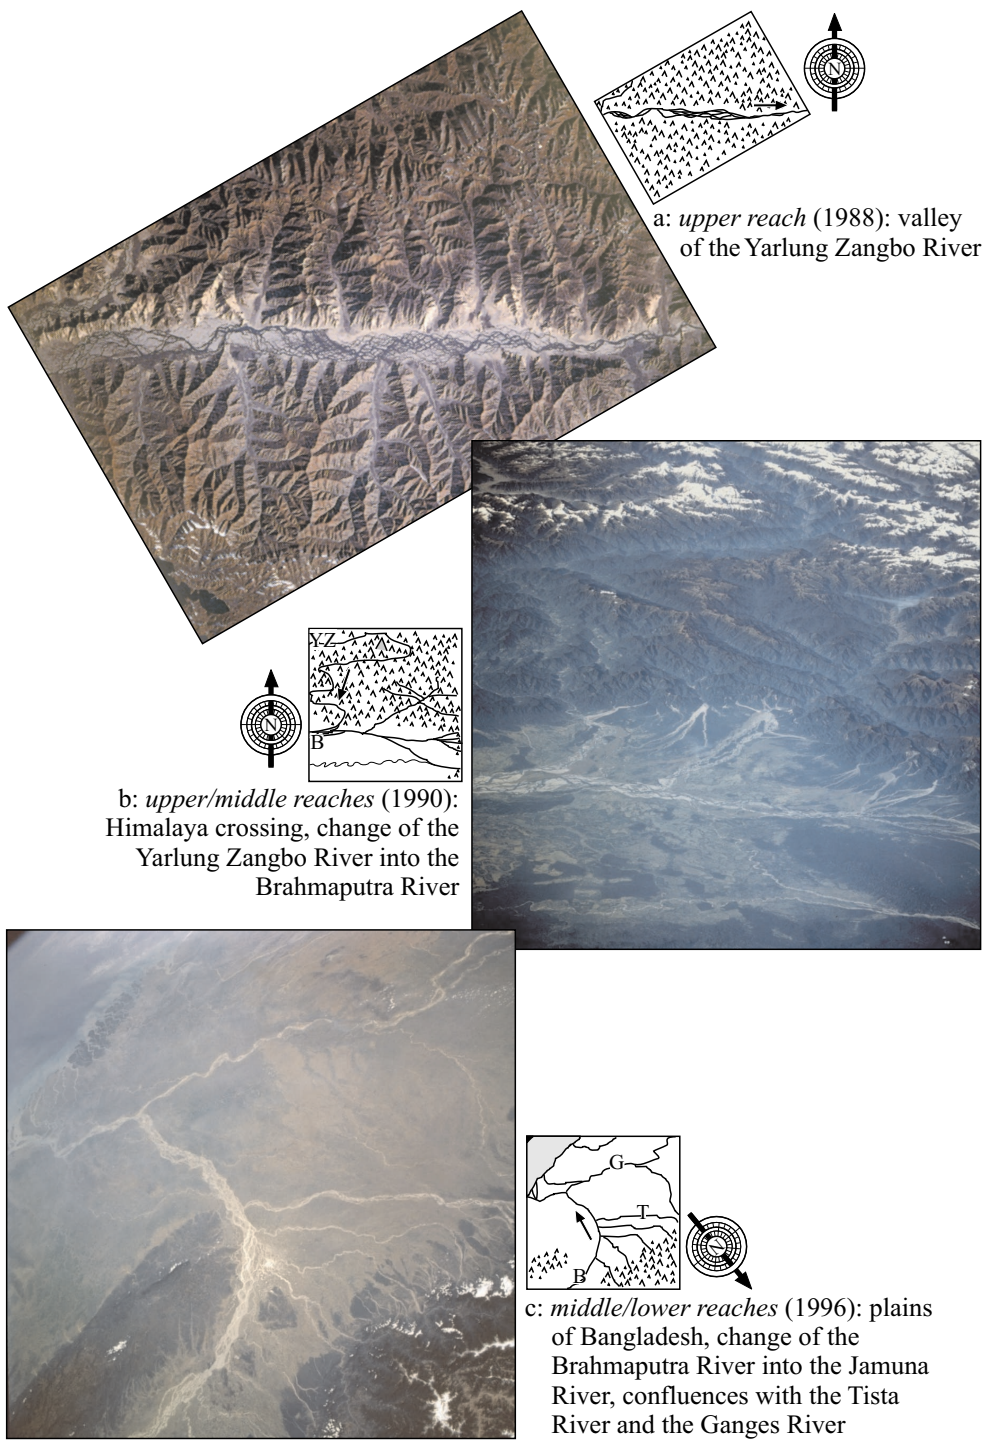 N
a: upper reach (1988): valley
of the Yarlung Zangbo River
YZ
B
N
b: upper/middle reaches (1990):
Himalaya crossing, change of the
Yarlung Zangbo River into the
Brahmaputra River
G
T
B
N
c: middle/lower reaches (1996): plains
of Bangladesh, change of the
Brahmaputra River into the Jamuna
River, confluences with the Tista
River and the Ganges River